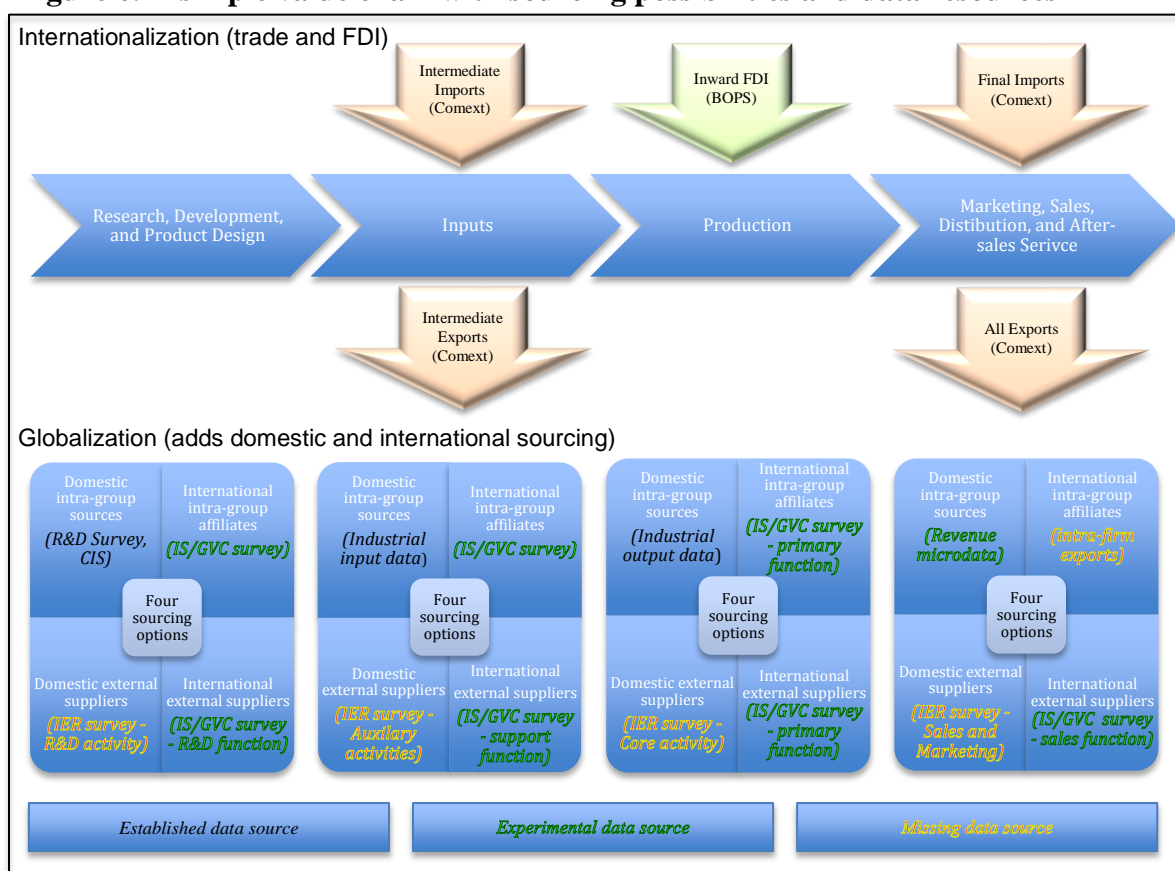 Internationalization (trade and FDI)
Intermediate
Imports
(Comext)
Inward FDI
(BOPS)
Final Imports
(Comext)
Research, Development,
and Product Design
Inputs
Production
Marketing, Sales,
Distibution, and After-
sales Serivce
Intermediate
Exports
(Comext)
All Exports
(Comext)
Globalization (adds domestic and international sourcing)
Domestic
intra-group
sources
(R&D Survey,
CIS)
International
intra-group
affiliates
(IS/GVC survey)
Four
sourcing
options
Domestic external
suppliers
(IER survey -
R&D activity)
International
external suppliers
(IS/GVC survey
- R&D function)
Domestic
intra-group
sources
(Industrial
input data)
International
intra-group
affiliates
(IS/GVC survey)
Four
sourcing
options
Domestic
external suppliers
(IER survey -
Auxilary
activities)
International
external suppliers
(IS/GVC survey
- support
function)
Domestic
intra-group
sources
(Industrial
output data)
International
intra-group
affiliates
(IS/GVC survey
- primary
function)
Four
sourcing
options
Domestic external
suppliers
(IER survey -
Core activity)
International
external suppliers
(IS/GVC survey
- primary
function)
Domestic
intra-group
sources
(Revenue
microdata)
International
intra-group
affiliates
(intra-firm
exports)
Four
sourcing
options
Domestic
external suppliers
(IER survey -
Sales and
Marketing)
International
external suppliers
(IS/GVC survey
- sales function)
Established data source
Experimental data source
Missing data source